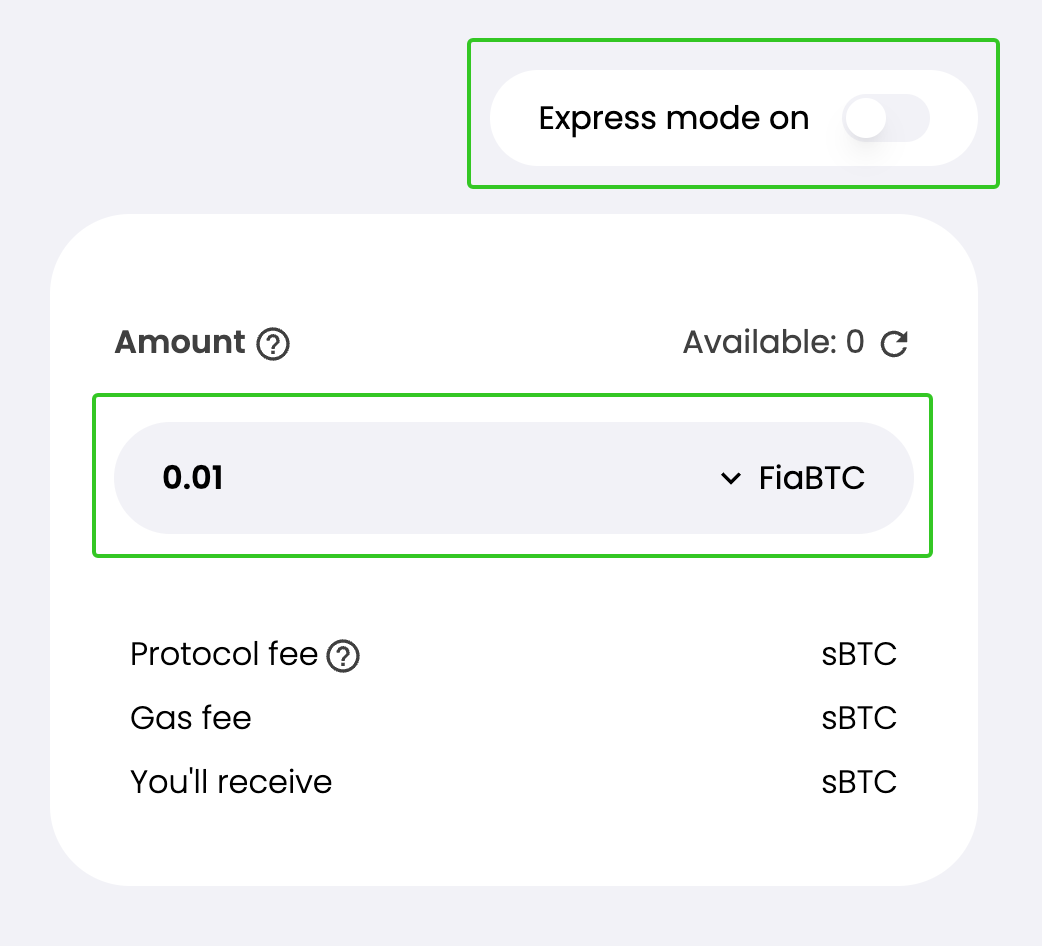 Express mode on
Amount ? Available: 0
0.01 FiaBTC
Protocol fee ? sBTC
Gas fee sBTC
You'll receive sBTC